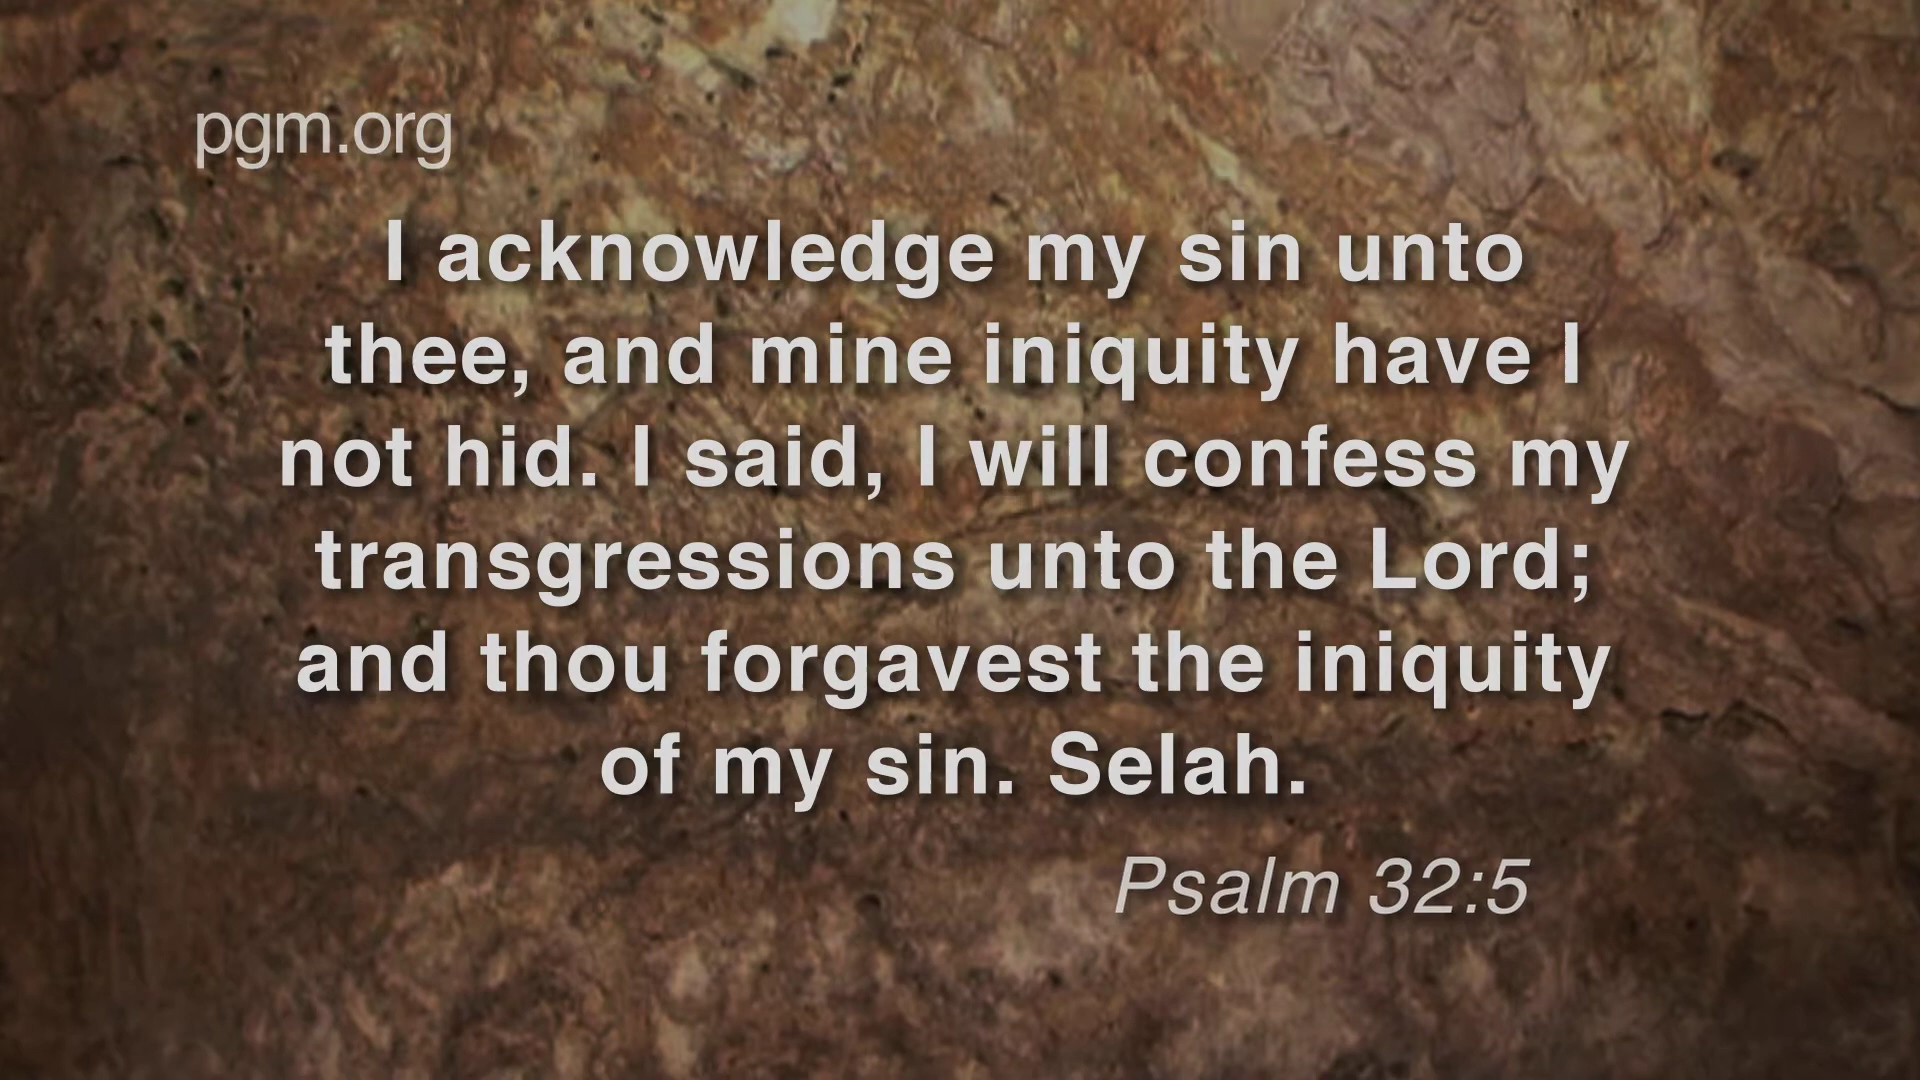 pgm.org
I acknowledge my sin unto
thee, and mine iniquity have I
not hid. I said, I will confess my
transgressions unto the Lord;
and thou forgavest the iniquity
of my sin. Selah.
Psalm 32:5